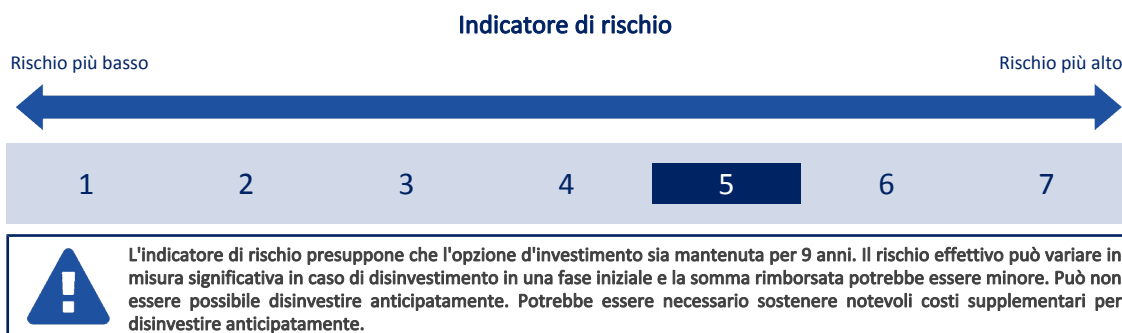 Indicatore di rischio
Rischio più basso
Rischio più alto
1 2 3 4 5 6 7
L'indicatore di rischio presuppone che l'opzione d'investimento sia mantenuta per 9 anni. Il rischio effettivo può variare in
misura significativa in caso di disinvestimento in una fase iniziale e la somma rimborsata potrebbe essere minore. Può non
essere possibile disinvestire anticipatamente. Potrebbe essere necessario sostenere notevoli costi supplementari per
disinvestire anticipatamente.